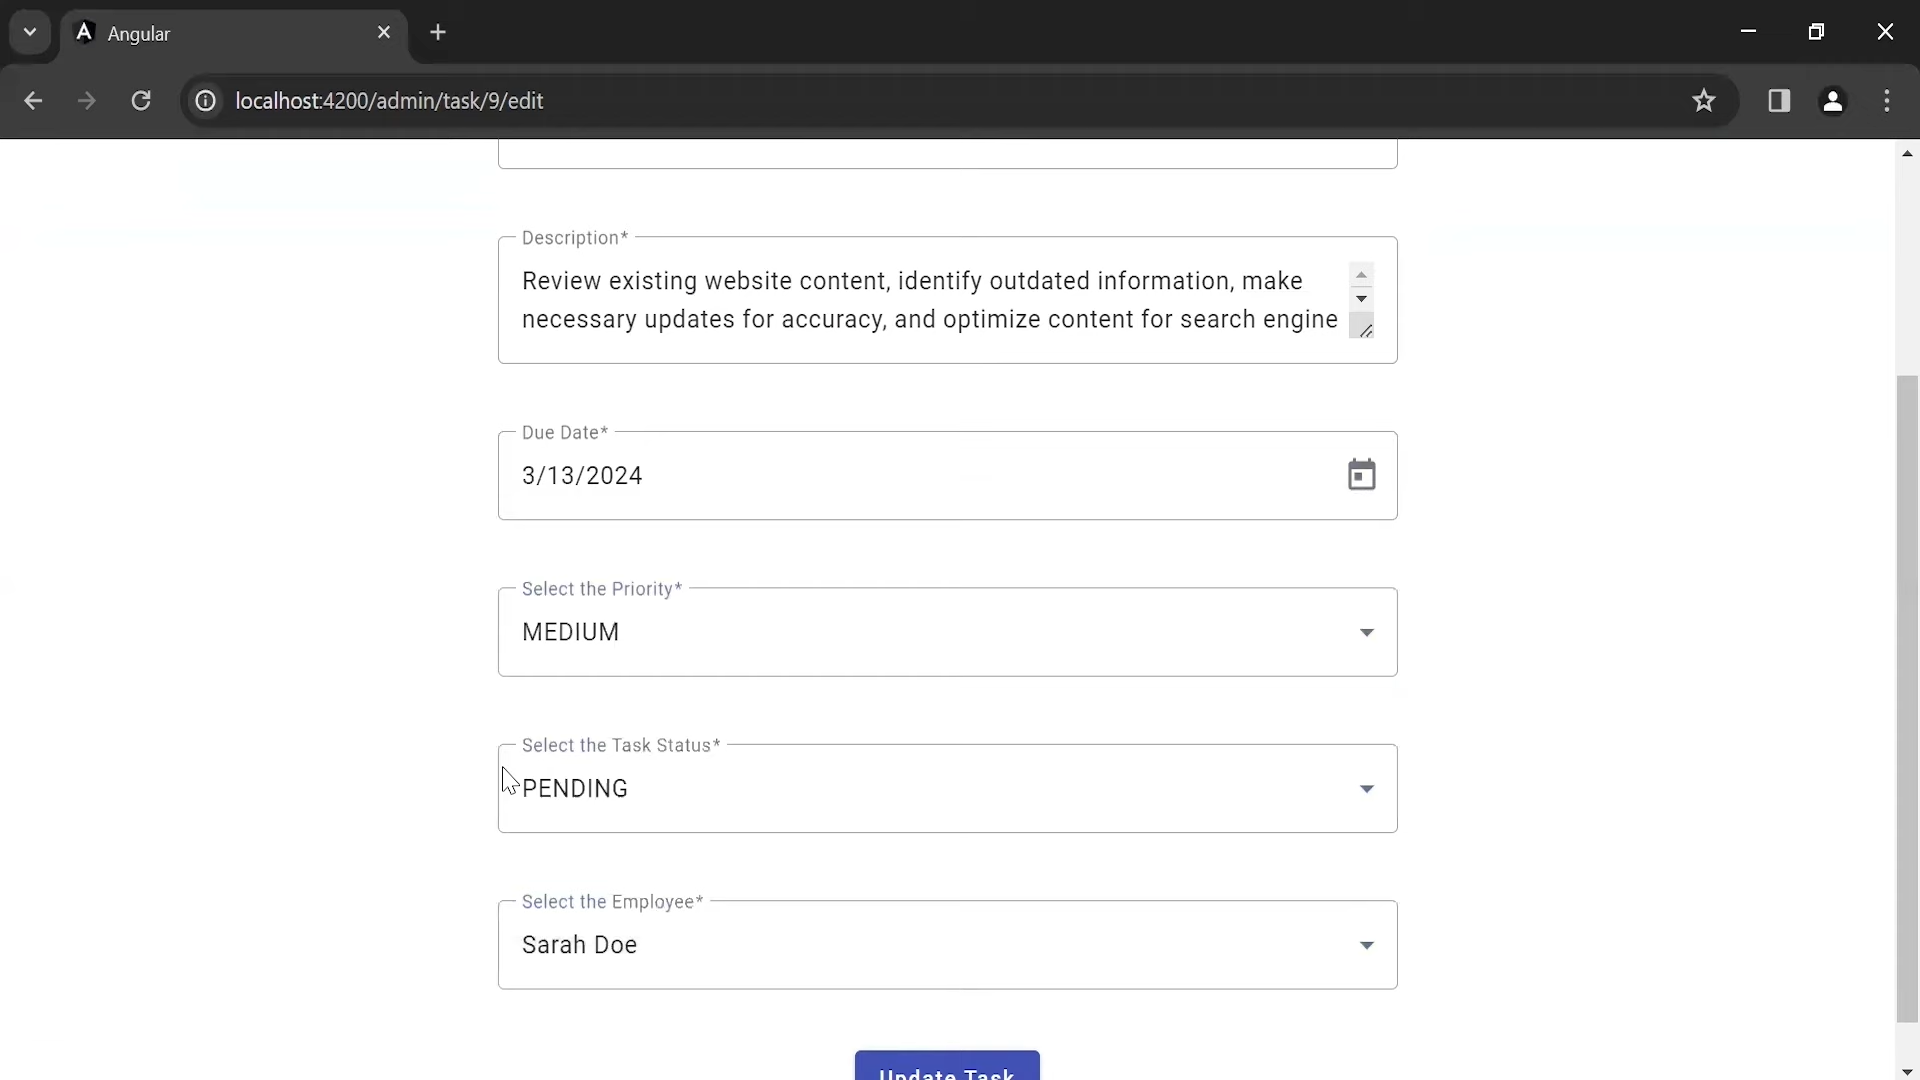 Angular
localhost:4200/admin/task/9/edit
Description*
Review existing website content, identify outdated information, make
necessary updates for accuracy, and optimize content for search engine
Due Date*
3/13/2024
Select the Priority*
MEDIUM
Select the Task Status*
PENDING
Select the Employee*
Sarah Doe
Update Task